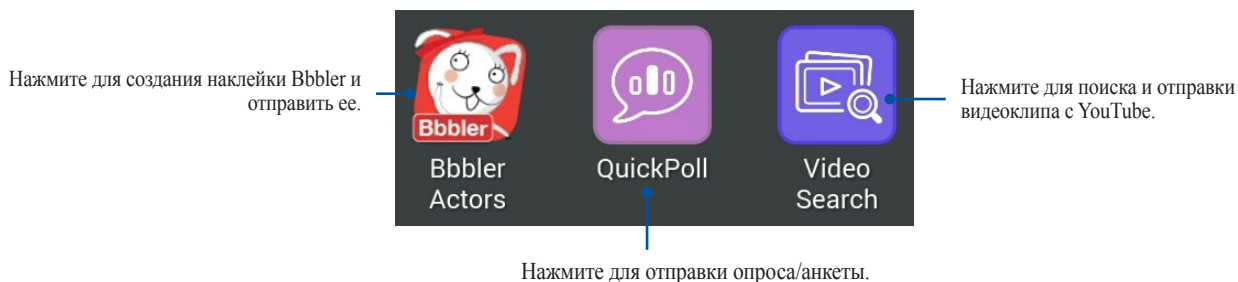 Нажмите для создания наклейки Bbbler и
отправить ее.
Bbbler
Bbbler
Actors
QuickPoll
Video
Search
Нажмите для поиска и отправки
видеоклипа с YouTube.
Нажмите для отправки опроса/анкеты.